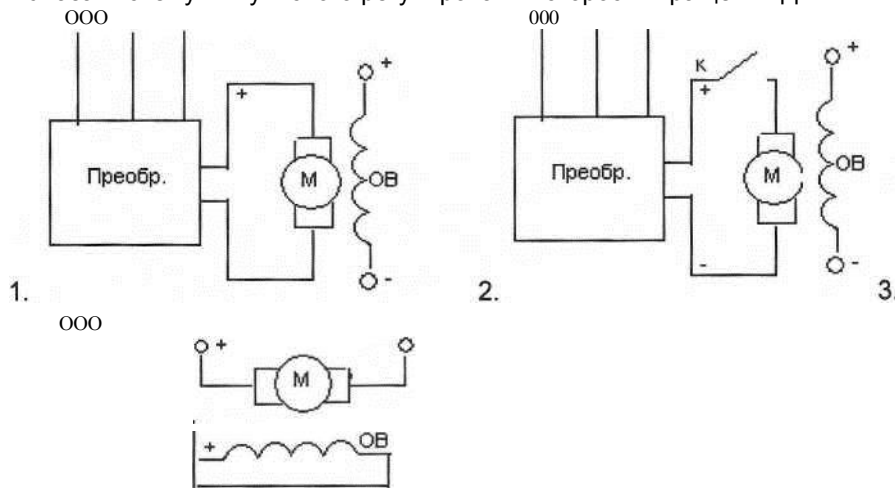 ООО
000
+
+
К
+
+
Преобр.
М
ОВ
Преобр.
М
ОВ
-
-
-
1.
2.
3.
ООО
+
М
+
ОВ